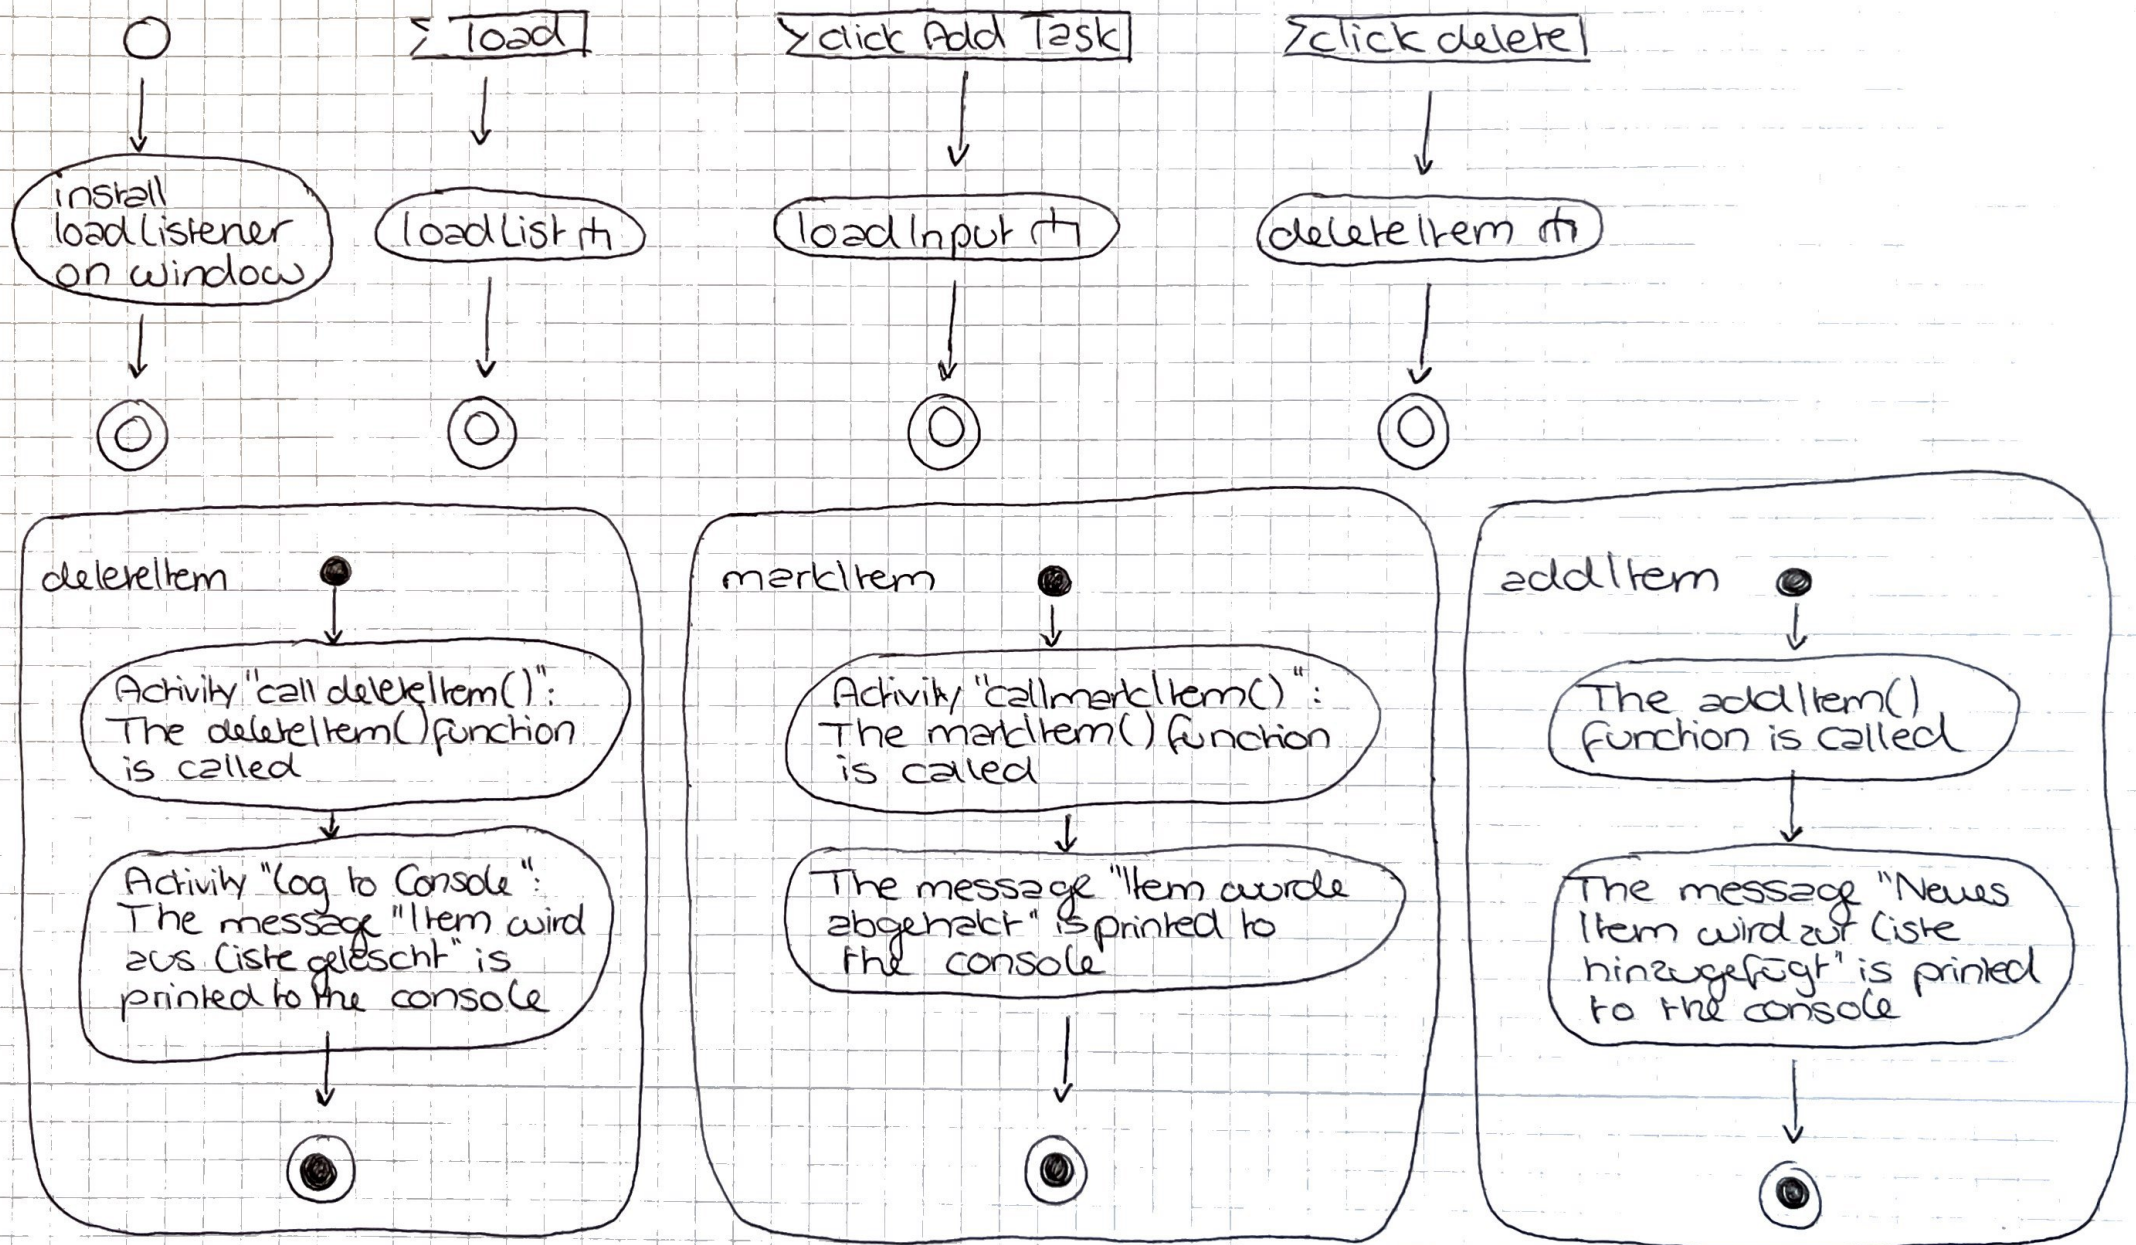 load
click Add Task
click delete
install
loadlistener
on window
loadList
loadInput
deleteItem
deleteItem
Activity "call deleteItem()":
The deleteItem() function
is called
Activity "log to Console":
The message "Item wird
aus liste gelöscht" is
printed to the console
markItem
Activity "call markItem()":
The markItem() function
is called
The message "Item wurde
abgehakt" is printed to
the console
addItem
The addItem()
function is called
The message "Neues
Item wird zur liste
hinzugefügt" is printed
to the console